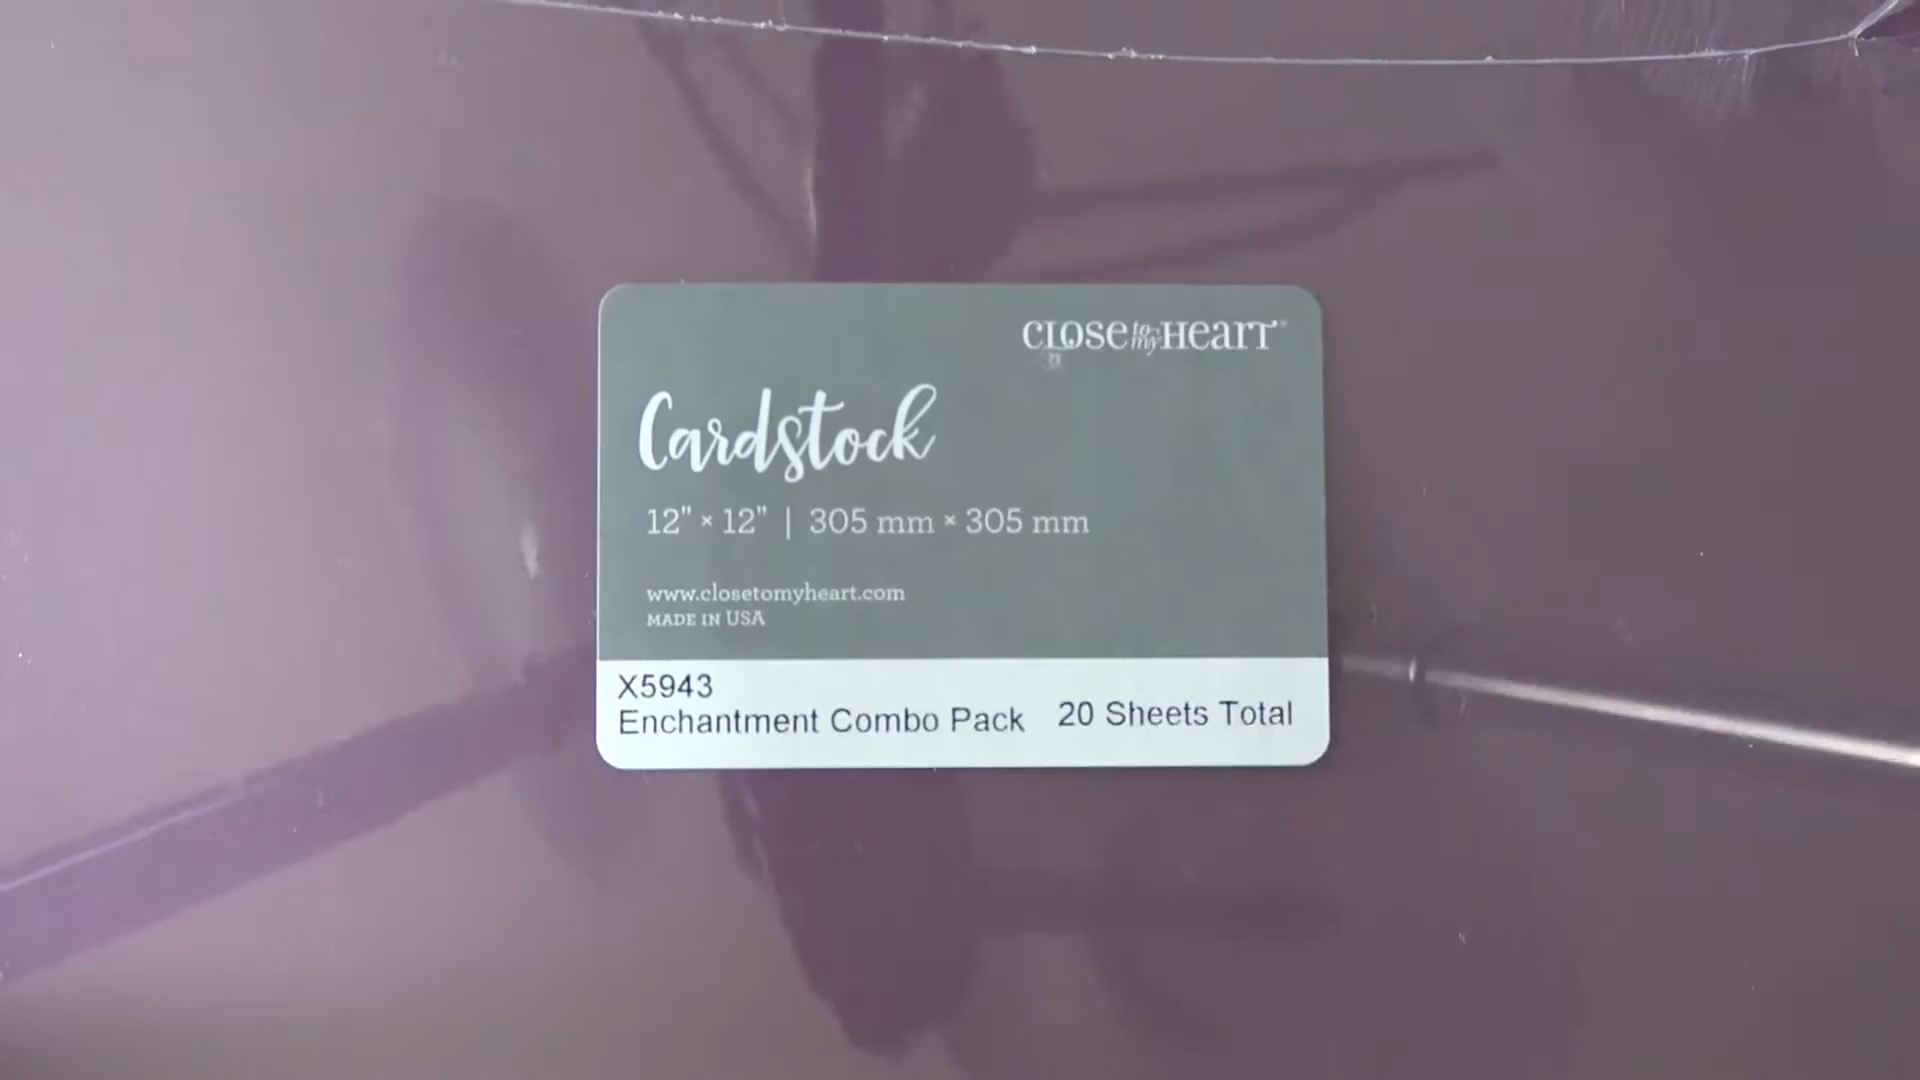 CLOSE to my HEART®
Cardstock
12" × 12" | 305 mm × 305 mm
www.closetomyheart.com
MADE IN USA
X5943
Enchantment Combo Pack 20 Sheets Total